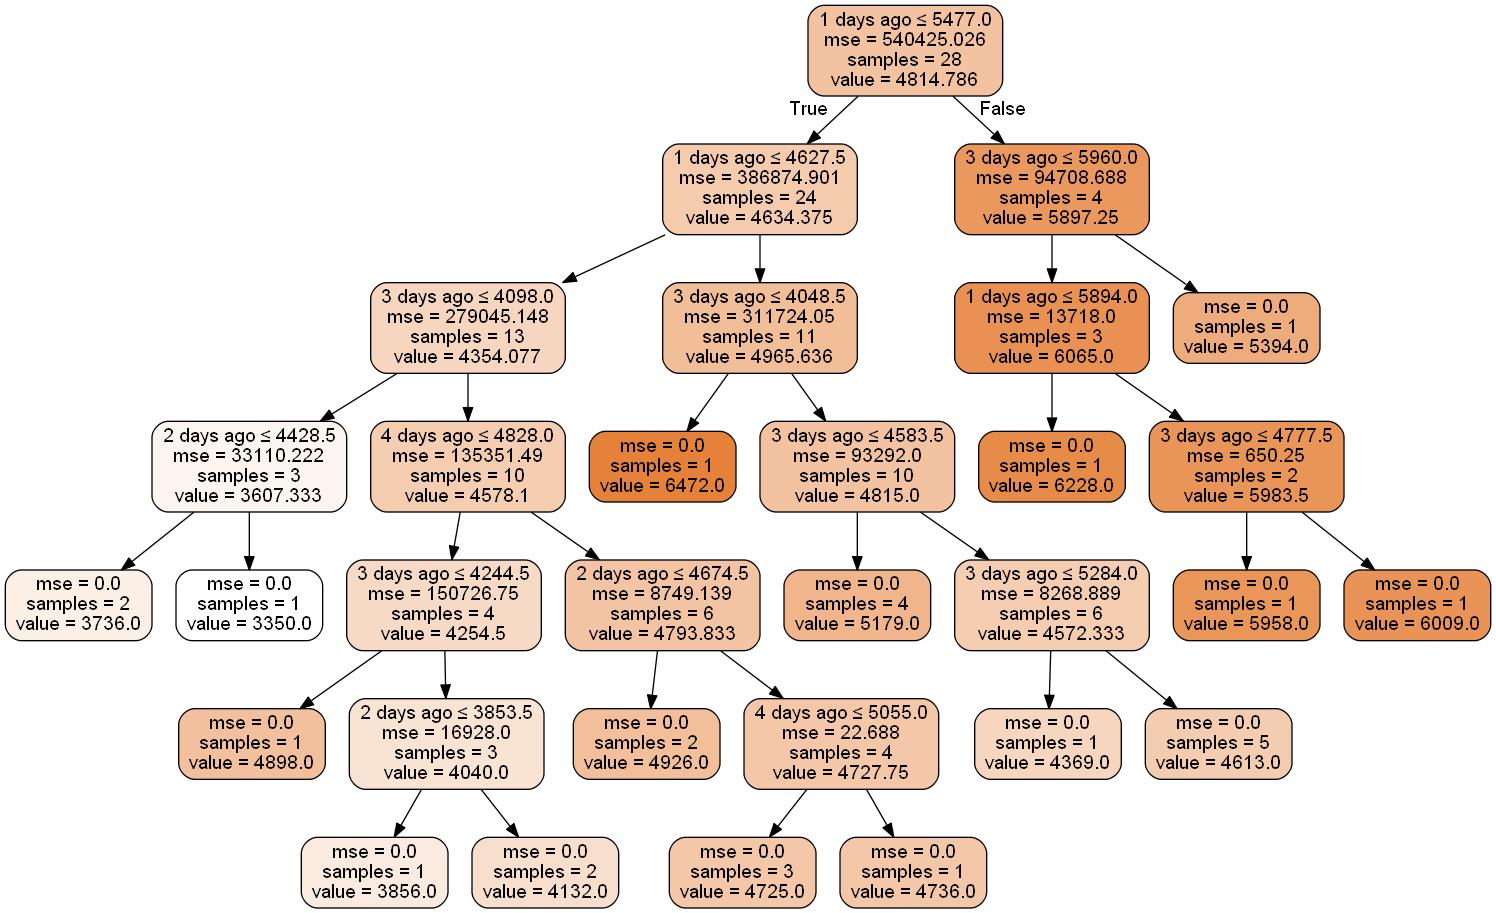 1 days ago ≤ 5477.0
mse = 540425.026
samples = 28
value = 4814.786
True
False
1 days ago ≤ 4627.5
mse = 386874.901
samples = 24
value = 4634.375
3 days ago ≤ 5960.0
mse = 94708.688
samples = 4
value = 5897.25
3 days ago ≤ 4098.0
mse = 279045.148
samples = 13
value = 4354.077
3 days ago ≤ 4048.5
mse = 311724.05
samples = 11
value = 4965.636
1 days ago ≤ 5894.0
mse = 13718.0
samples = 3
value = 6065.0
mse = 0.0
samples = 1
value = 5394.0
2 days ago ≤ 4428.5
mse = 33110.222
samples = 3
value = 3607.333
4 days ago ≤ 4828.0
mse = 135351.49
samples = 10
value = 4578.1
mse = 0.0
samples = 1
value = 6472.0
3 days ago ≤ 4583.5
mse = 93292.0
samples = 10
value = 4815.0
mse = 0.0
samples = 1
value = 6228.0
3 days ago ≤ 4777.5
mse = 650.25
samples = 2
value = 5983.5
mse = 0.0
samples = 2
value = 3736.0
mse = 0.0
samples = 1
value = 3350.0
3 days ago ≤ 4244.5
mse = 150726.75
samples = 4
value = 4254.5
2 days ago ≤ 4674.5
mse = 8749.139
samples = 6
value = 4793.833
mse = 0.0
samples = 4
value = 5179.0
3 days ago ≤ 5284.0
mse = 8268.889
samples = 6
value = 4572.333
mse = 0.0
samples = 1
value = 5958.0
mse = 0.0
samples = 1
value = 6009.0
mse = 0.0
samples = 1
value = 4898.0
2 days ago ≤ 3853.5
mse = 16928.0
samples = 3
value = 4040.0
mse = 0.0
samples = 2
value = 4926.0
4 days ago ≤ 5055.0
mse = 22.688
samples = 4
value = 4727.75
mse = 0.0
samples = 1
value = 4369.0
mse = 0.0
samples = 5
value = 4613.0
mse = 0.0
samples = 1
value = 3856.0
mse = 0.0
samples = 2
value = 4132.0
mse = 0.0
samples = 3
value = 4725.0
mse = 0.0
samples = 1
value = 4736.0